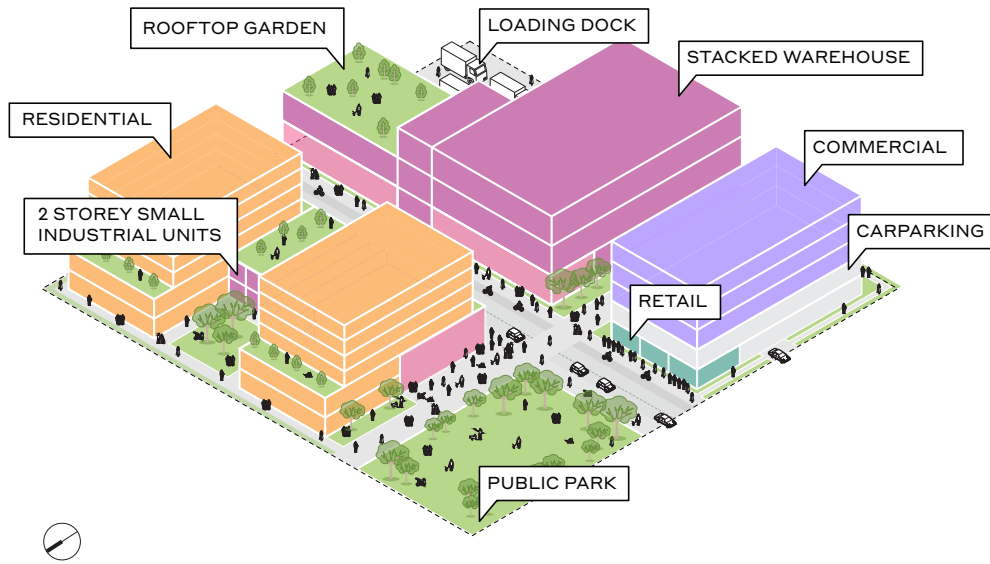 ROOFTOP GARDEN
LOADING DOCK
STACKED WAREHOUSE
RESIDENTIAL
COMMERCIAL
2 STOREY SMALL
INDUSTRIAL UNITS
CARPARKING
RETAIL
PUBLIC PARK